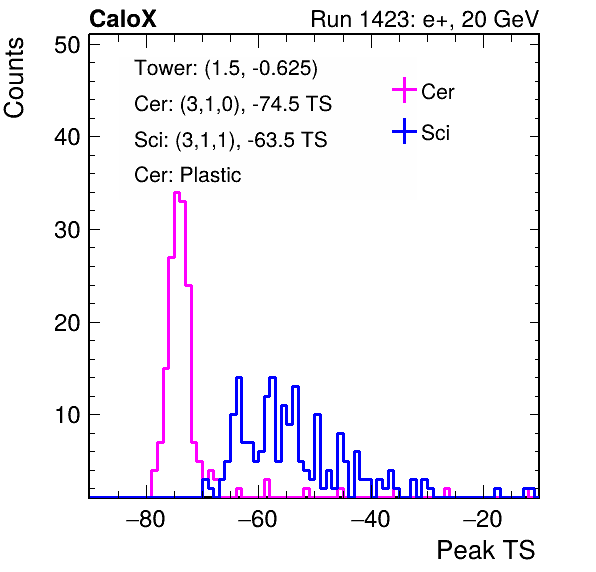 CaloX Run 1423: e+, 20 GeV
Counts
50
40
30
20
10
Tower: (1.5, -0.625)
Cer: (3,1,0), -74.5 TS
Sci: (3,1,1), -63.5 TS
Cer: Plastic
Cer
Sci
−80 −60 −40 −20
Peak TS